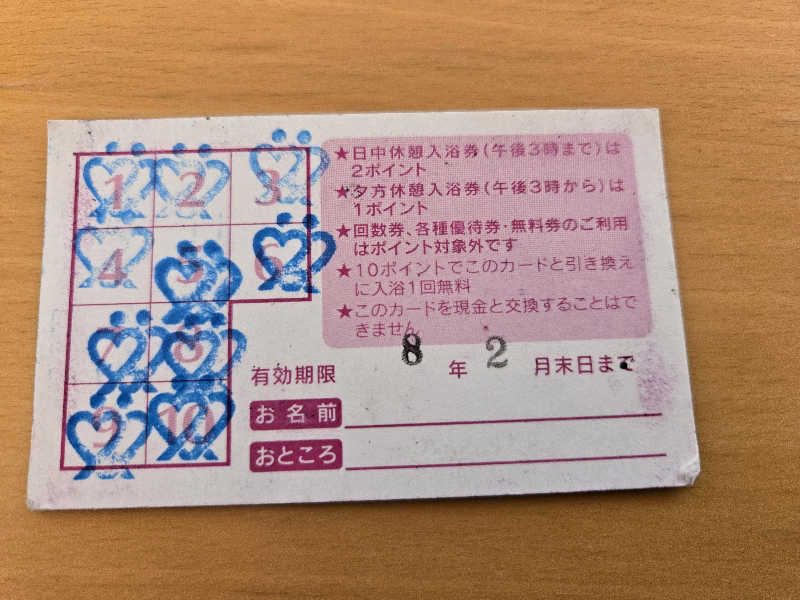 1 2 3
4 5 6
7 8
9 10
★日中休憩入浴券(午後3時まで)は
2ポイント
★夕方休憩入浴券(午後3時から)は
1ポイント
★回数券、各種優待券・無料券のご利用
はポイント対象外です
★10ポイントでこのカードと引き換え
に入浴1回無料
★このカードを現金と交換することはで
きません
有効期限 8年2月末日まで
お名前
おところ